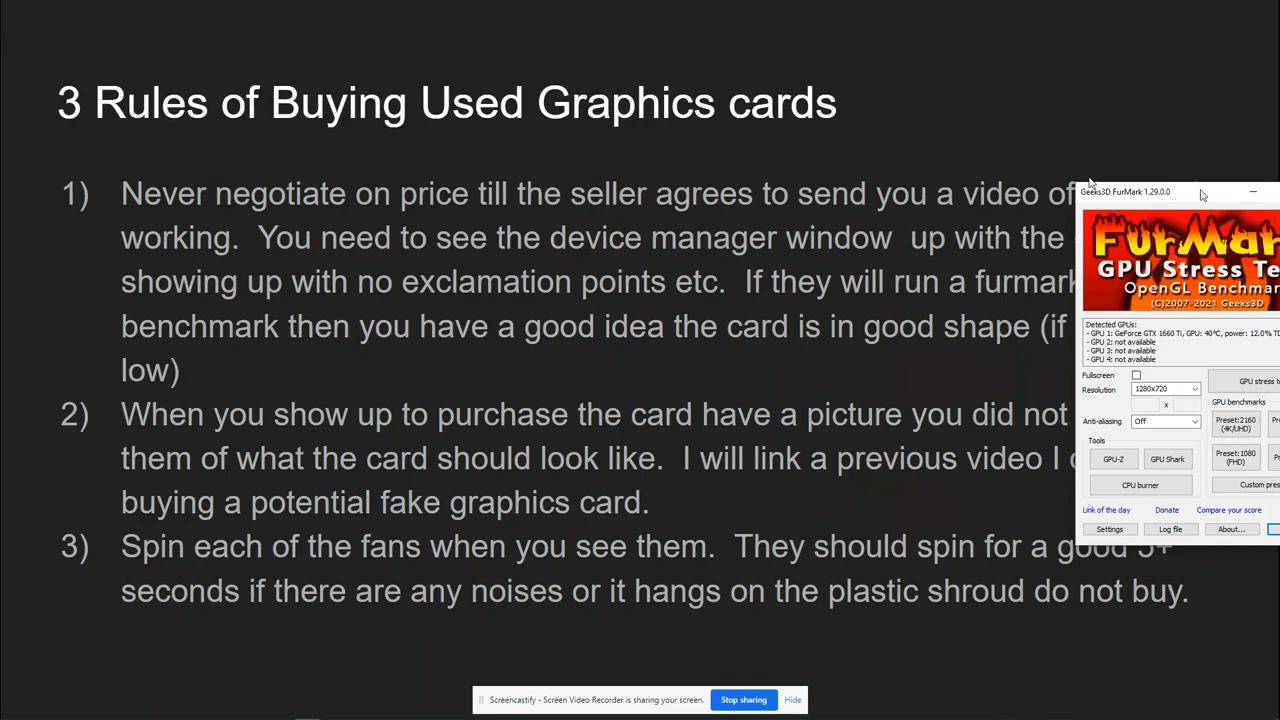 3 Rules of Buying Used Graphics cards
1) Never negotiate on price till the seller agrees to send you a video of
working. You need to see the device manager window up with the
showing up with no exclamation points etc. If they will run a furmark
benchmark then you have a good idea the card is in good shape (if
low)
2) When you show up to purchase the card have a picture you did not
them of what the card should look like. I will link a previous video I
buying a potential fake graphics card.
3) Spin each of the fans when you see them. They should spin for a good 5+
seconds if there are any noises or it hangs on the plastic shroud do not buy.
Geeks3D FurMark 1.29.0.0
FurMar
GPU Stress Te
OpenGL Benchmar
(C)2007-2021 Geeks3D
Detected GPUs:
- GPU 1: GeForce GTX 1660 Ti, GPU: 40°C, power: 12.0% TD
- GPU 2: not available
- GPU 3: not available
- GPU 4: not available
Fullscreen
Resolution 1280x720
x
Anti-aliasing: Off
GPU stress te
GPU benchmarks
Preset:2160
(4K/UHD)
Preset:1080
(FHD)
Custom pres
Tools
GPU-Z GPU Shark
CPU burner
Link of the day Donate Compare your score
Settings Log file About...
Screencastify - Screen Video Recorder is sharing your screen. Stop sharing Hide